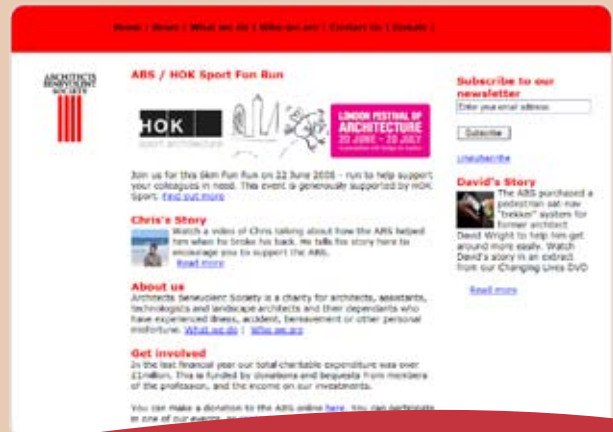 Home | News | What we do | Who we are | Contact Us | Donate |
ARCHITECTS
BENEVOLENT
SOCIETY
ABS / HOK Sport Fun Run
HOK
sport architecture
LONDON FESTIVAL OF
ARCHITECTURE
20 JUNE - 20 JULY
Join us for this 6km Fun Run on 22 June 2008 - run to help support
your colleagues in need. This event is generously supported by HOK
Sport. Find out more
Chris's Story
Watch a video of Chris talking about how the ABS helped
him when he broke his back. He tells his story here to
encourage you to support the ABS.
Read more
About us
Architects Benevolent Society is a charity for architects, assistants,
technologists and landscape architects and their dependants who
have experienced illness, accident, bereavement or other personal
misfortune. What we do | Who we are
Get involved
In the last financial year our total charitable expenditure was over
£1million. This is funded by donations and bequests from members
of the profession, and the income on our investments.
You can make a donation to the ABS online here. You can participate
in one of our events, or
Subscribe to our
newsletter
Enter your email address
Subscribe
Unsubscribe
David's Story
The ABS purchased a
pedestrian sat-nav
"trekker" system for
former architect
David Wright to help him get
around more easily. Watch
David's story in an extract
from our Changing Lives DVD
Read more